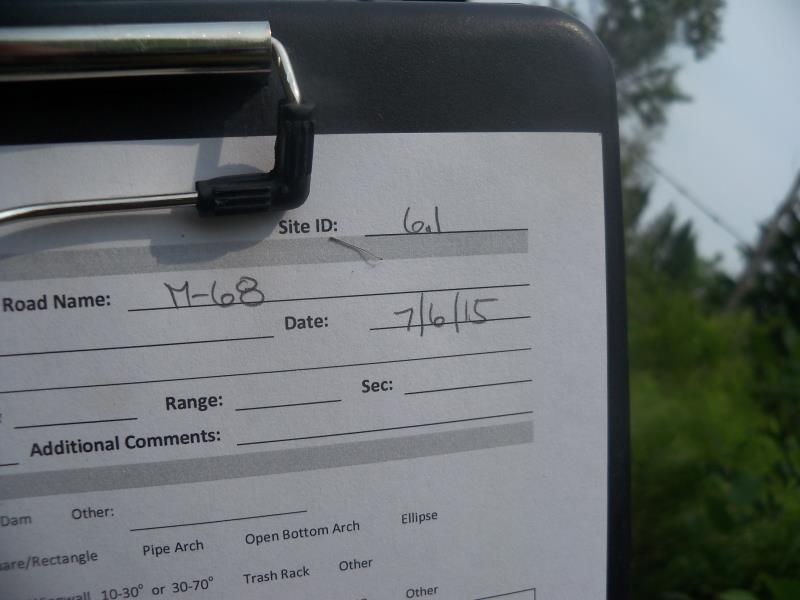 Site ID: 6.1
Road Name: M-68
Date: 7/6/15
Range: Sec:
Additional Comments:
Dam Other:
Pipe Arch Open Bottom Arch Ellipse
10-30° or 30-70° Trash Rack Other
Other